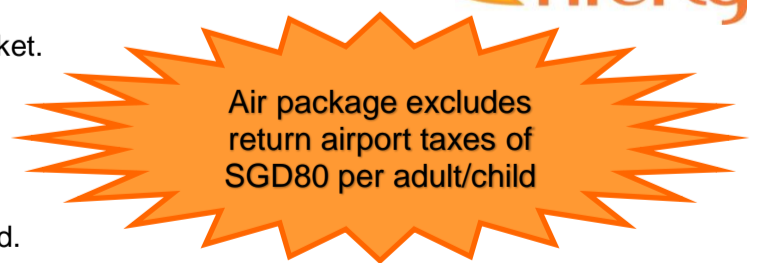 ket.
Air package excludes
return airport taxes of
SGD80 per adult/child
d.